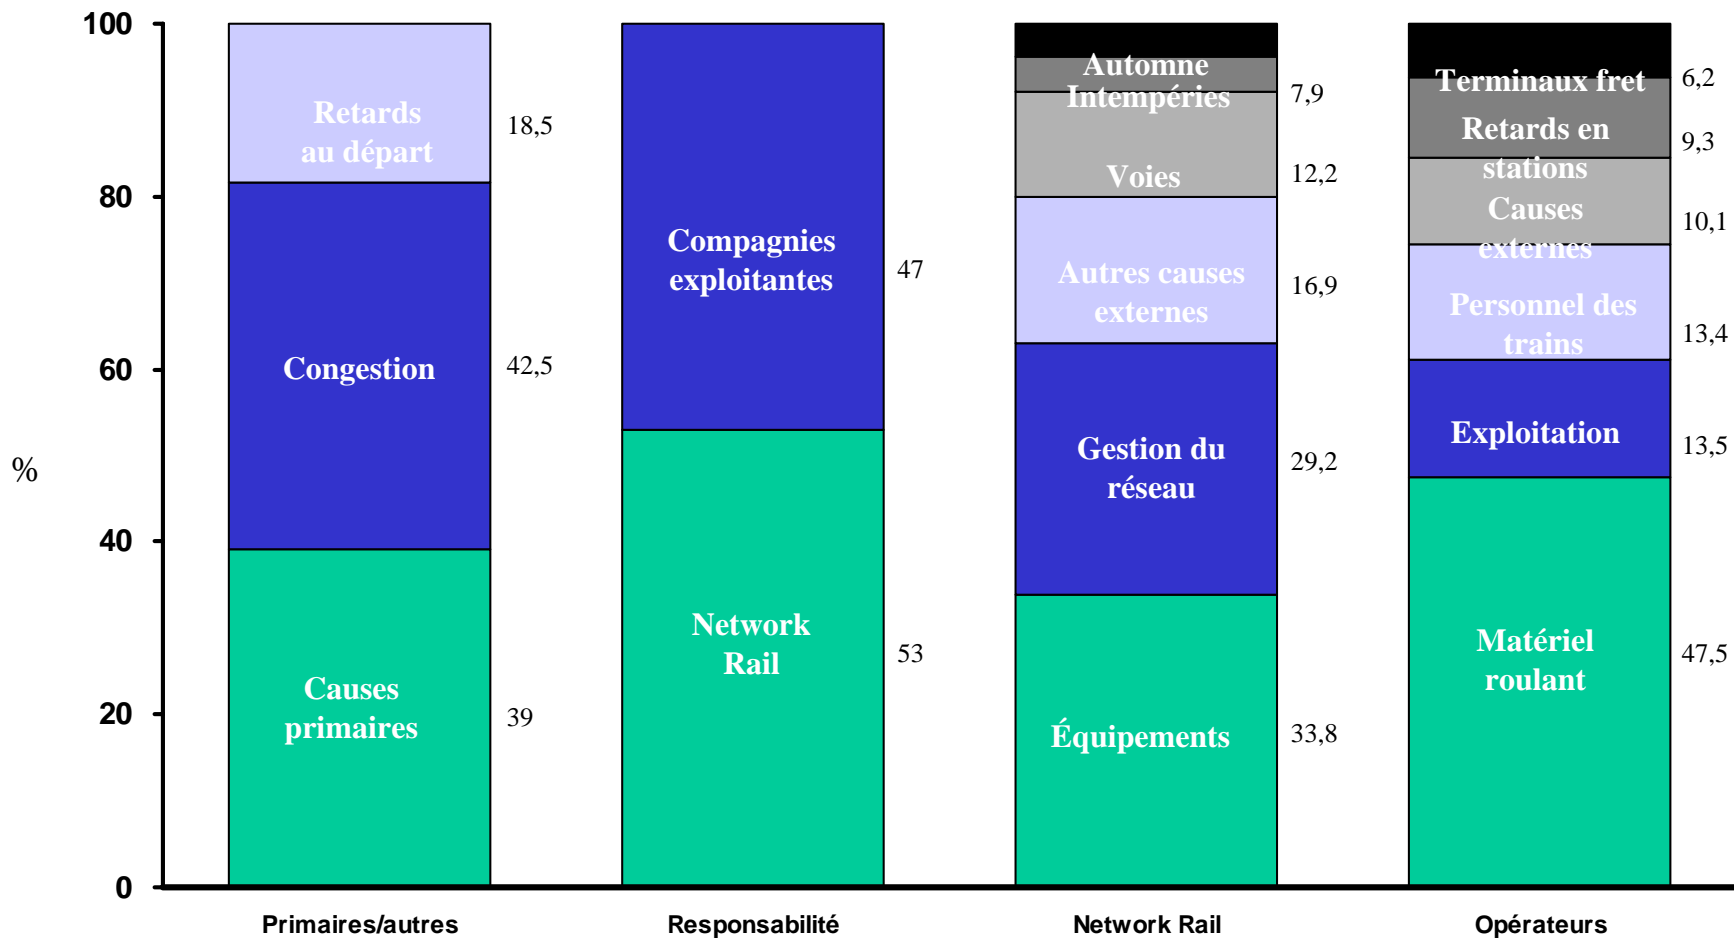 100
80
60
40
20
0
%
Retards
au départ
18,5
Congestion
42,5
Causes
primaires
39
Compagnies
exploitantes
47
Network
Rail
53
Automne
Intempéries
7,9
Voies
12,2
Autres causes
externes
16,9
Gestion du
réseau
29,2
Équipements
33,8
Terminaux fret
6,2
Retards en
stations
9,3
Causes
externes
10,1
Personnel des
trains
13,4
Exploitation
13,5
Matériel
roulant
47,5
Primaires/autres
Responsabilité
Network Rail
Opérateurs